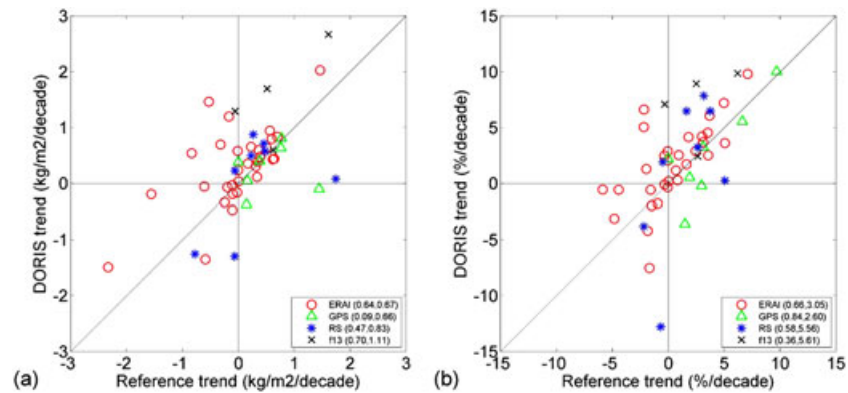 3
2
1
0
-1
-2
-3
DORIS trend (kg/m2/decade)
-3 -2 -1 0 1 2 3
Reference trend (kg/m2/decade)
(a)
ERAI (0.64,0.67)
GPS (0.09,0.66)
RS (0.47,0.83)
f13 (0.70,1.11)
15
10
5
0
-5
-10
-15
DORIS trend (%/decade)
-15 -10 -5 0 5 10 15
Reference trend (%/decade)
(b)
ERAI (0.66,3.05)
GPS (0.84,2.60)
RS (0.58,5.56)
f13 (0.36,5.61)